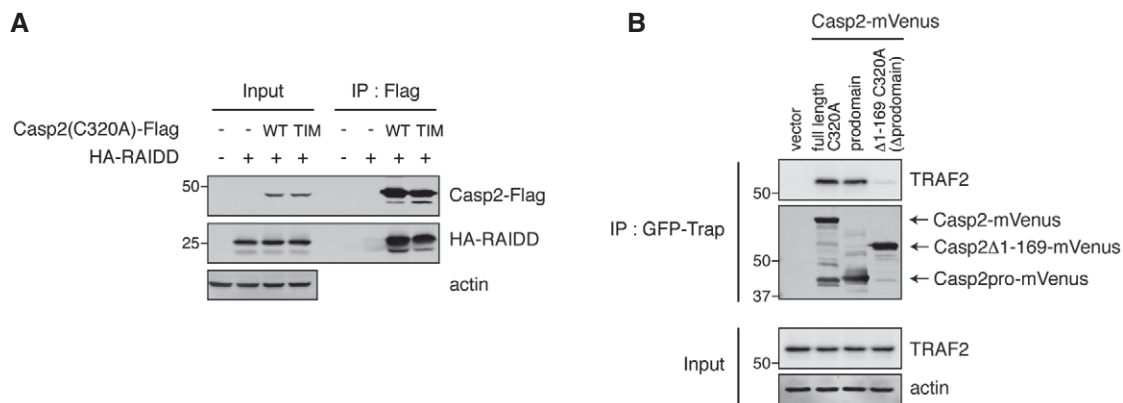 A
Input IP : Flag
Casp2(C320A)-Flag - - WT TIM - - WT TIM
HA-RAIDD - + + + - + + +
50 Casp2-Flag
25 HA-RAIDD
actin
B
Casp2-mVenus
vector
full length
C320A
prodomain
Δ1-169 C320A
(Δprodomain)
IP : GFP-Trap
50 TRAF2
← Casp2-mVenus
← Casp2Δ1-169-mVenus
50
← Casp2pro-mVenus
37
Input
50 TRAF2
actin